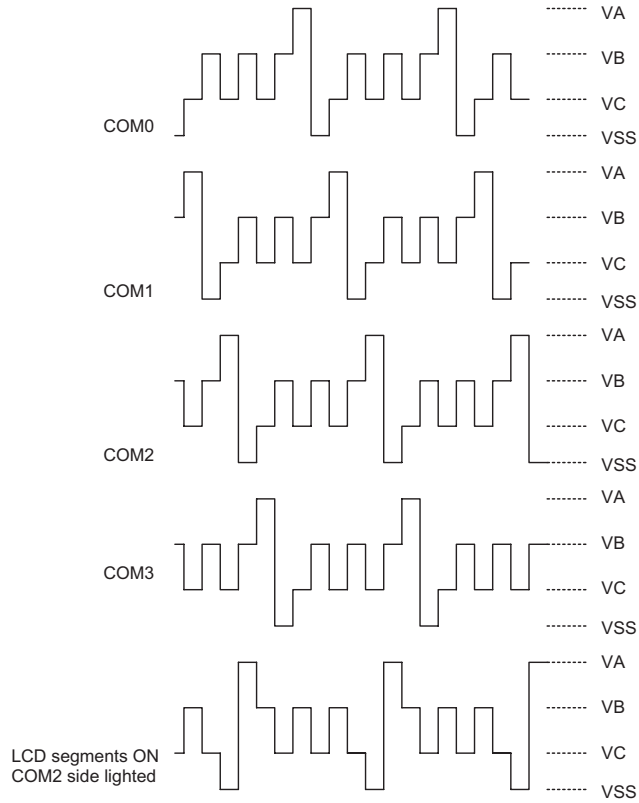 VA
VB
VC
COM0
VSS
VA
VB
VC
COM1
VSS
VA
VB
VC
COM2
VSS
VA
VB
COM3
VC
VSS
VA
VB
LCD segments ON
VC
COM2 side lighted
VSS